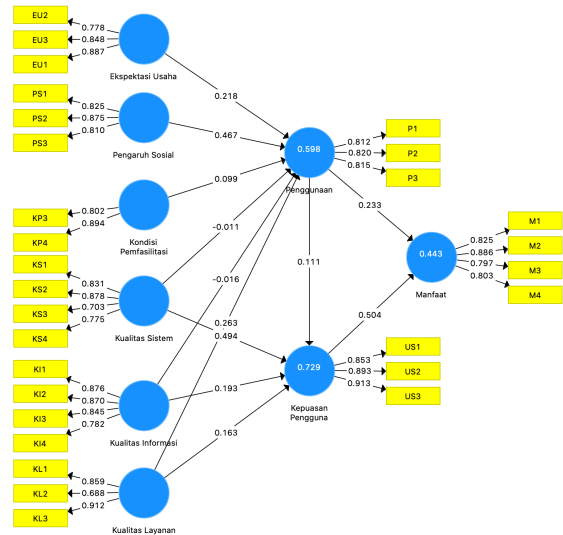 EU2
0.778
EU3
0.848
EU1
0.887
Ekspektasi Usaha
0.218
PS1
0.825
PS2
0.875
PS3
0.810
Pengaruh Sosial
0.467
0.598
Penggunaan
0.812
P1
0.820
P2
0.815
P3
0.099
0.233
KP3
0.802
KP4
0.894
Kondisi
Pemfasilitasi
-0.011
0.111
0.443
Manfaat
0.825
M1
0.886
M2
0.797
M3
0.803
M4
KS1
0.831
KS2
0.878
KS3
0.703
KS4
0.775
Kualitas Sistem
-0.016
0.263
0.494
0.504
0.729
Kepuasan
Pengguna
0.853
US1
0.893
US2
0.913
US3
KI1
0.876
KI2
0.870
KI3
0.845
KI4
0.782
Kualitas Informasi
0.193
0.163
KL1
0.859
KL2
0.688
KL3
0.912
Kualitas Layanan